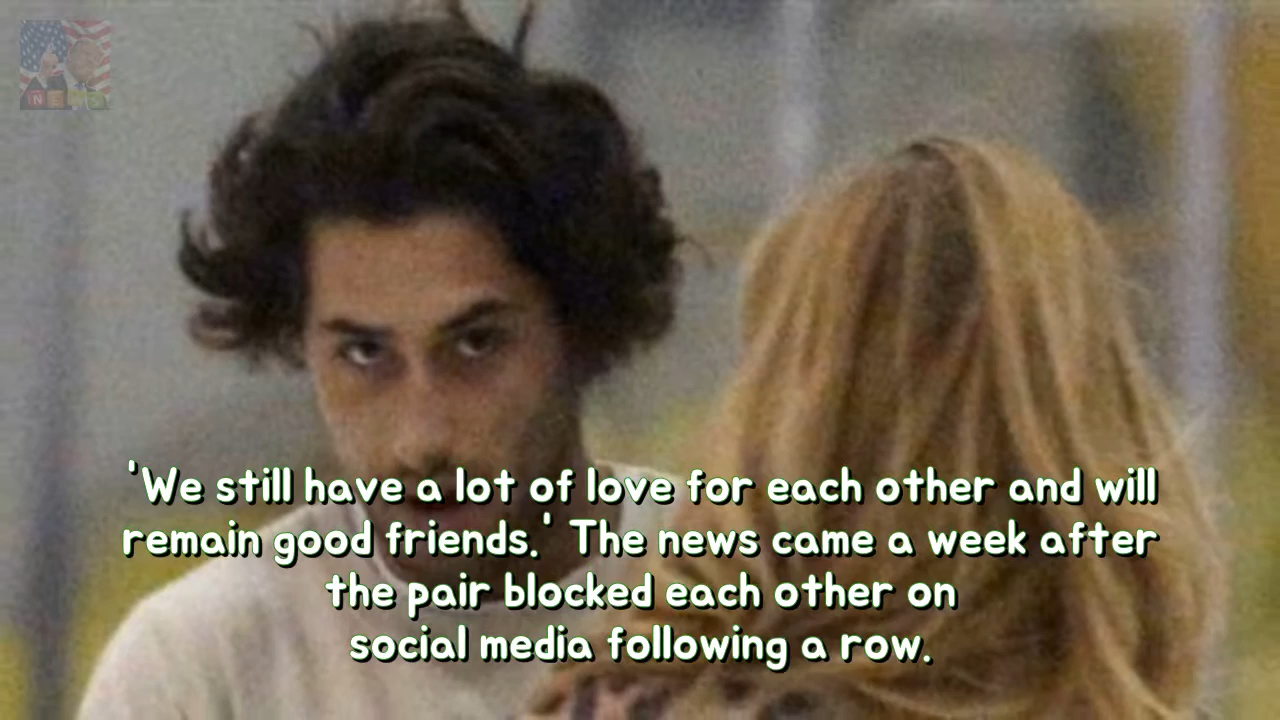 'We still have a lot of love for each other and will
remain good friends.' The news came a week after
the pair blocked each other on
social media following a row.
NEWS